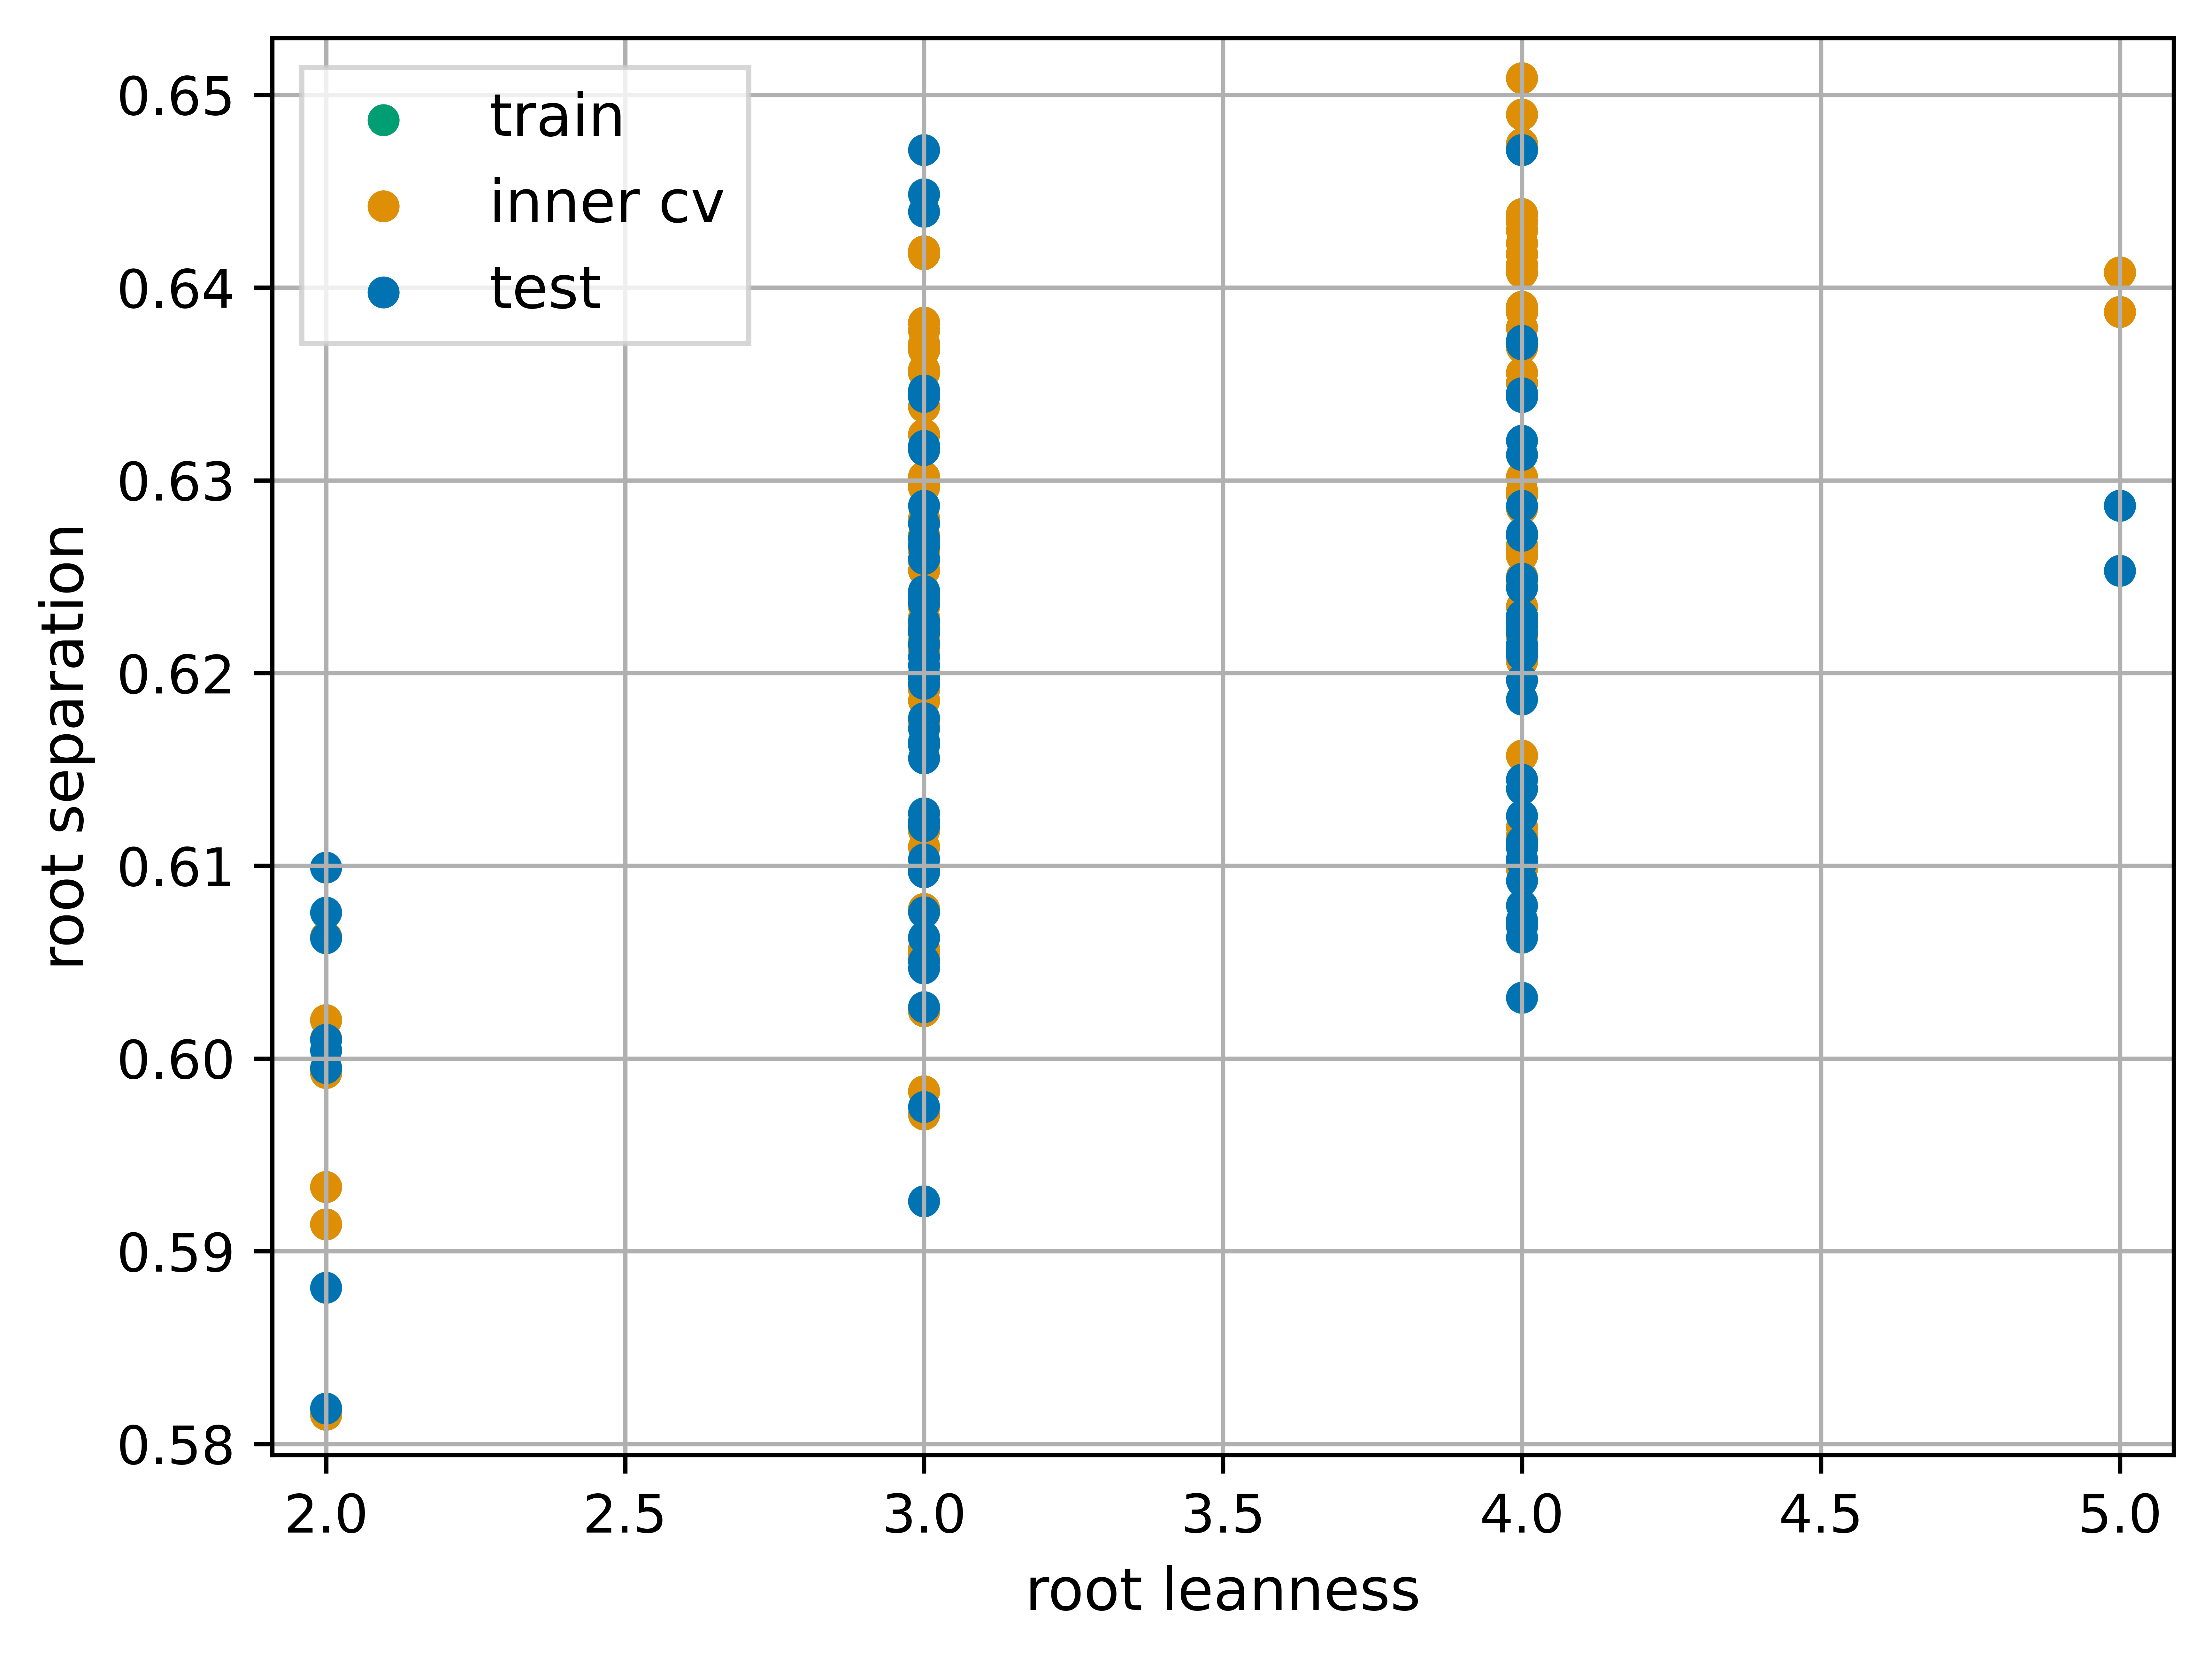 train
inner cv
test
0.65
0.64
0.63
0.62
0.61
0.60
0.59
0.58
root separation
2.0 2.5 3.0 3.5 4.0 4.5 5.0
root leanness